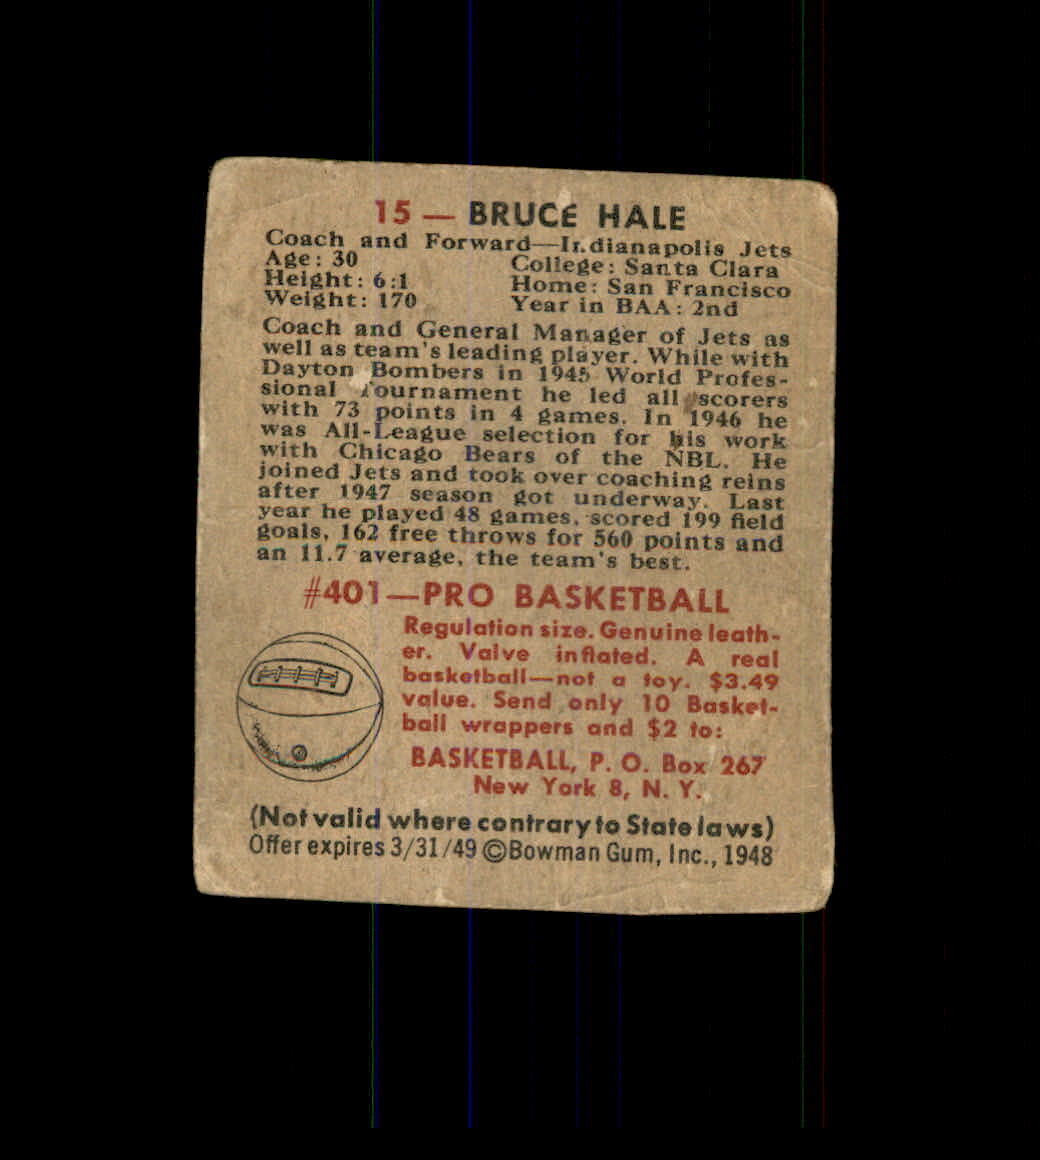 15 — BRUCE HALE
Coach and Forward—Indianapolis Jets
Age: 30
College: Santa Clara
Height: 6:1
Home: San Francisco
Weight: 170
Year in BAA: 2nd
Coach and General Manager of Jets as
well as team's leading player. While with
Dayton Bombers in 1945 World Profes-
sional Tournament he led all scorers
with 73 points in 4 games. In 1946 he
was All-League selection for his work
with Chicago Bears of the NBL. He
joined Jets and took over coaching reins
after 1947 season got underway. Last
year he played 48 games, scored 199 field
goals, 162 free throws for 560 points and
an 11.7 average, the team's best.
#401—PRO BASKETBALL
Regulation size. Genuine leath-
er. Valve inflated. A real
basketball—not a toy. $3.49
value. Send only 10 Basket-
ball wrappers and $2 to:
BASKETBALL, P. O. Box 267
New York 8, N. Y.
(Not valid where contrary to State laws)
Offer expires 3/31/49 ©Bowman Gum, Inc., 1948